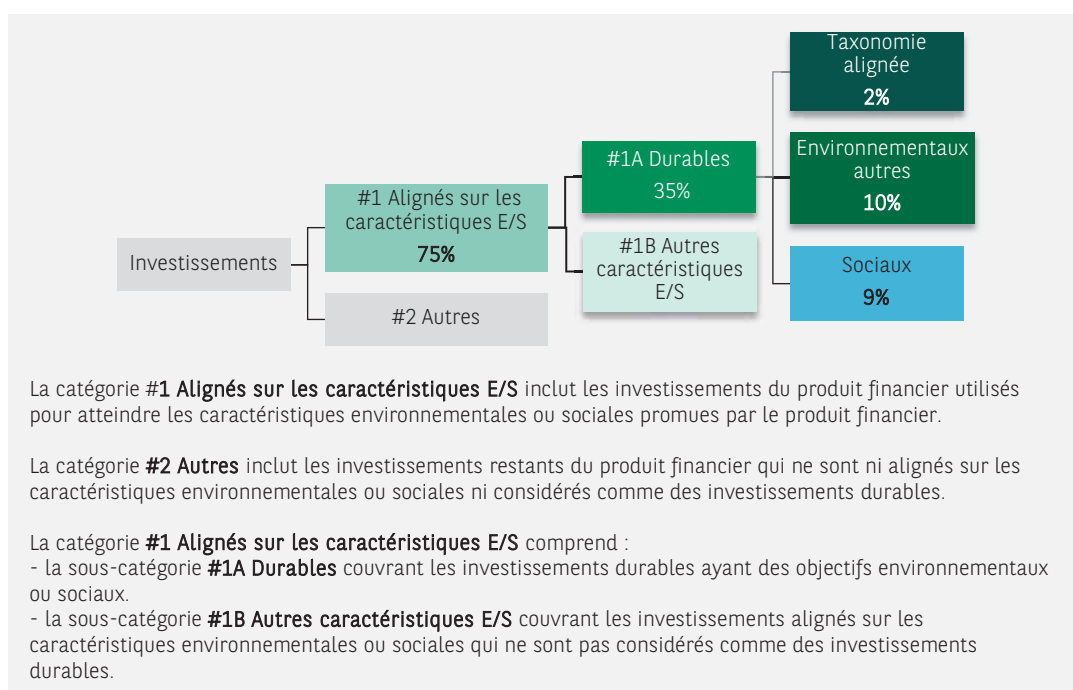 Taxonomie
alignée
2%
#1A Durables
35%
Environnementaux
autres
10%
#1 Alignés sur les
caractéristiques E/S
75%
#1B Autres
caractéristiques
E/S
Investissements
Sociaux
9%
#2 Autres
La catégorie #1 Alignés sur les caractéristiques E/S inclut les investissements du produit financier utilisés
pour atteindre les caractéristiques environnementales ou sociales promues par le produit financier.
La catégorie #2 Autres inclut les investissements restants du produit financier qui ne sont ni alignés sur les
caractéristiques environnementales ou sociales ni considérés comme des investissements durables.
La catégorie #1 Alignés sur les caractéristiques E/S comprend :
- la sous-catégorie #1A Durables couvrant les investissements durables ayant des objectifs environnementaux
ou sociaux.
- la sous-catégorie #1B Autres caractéristiques E/S couvrant les investissements alignés sur les
caractéristiques environnementales ou sociales qui ne sont pas considérés comme des investissements
durables.